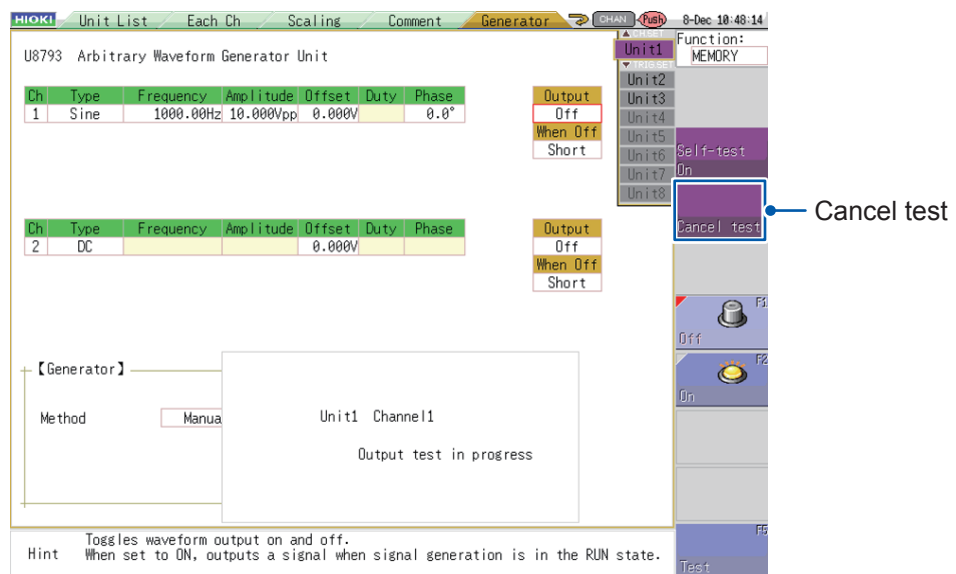 HIOKI Unit List Each Ch Scaling Comment Generator CHAN Push 8-Dec 10:48:14
▲CH.SET
Function:
MEMORY
U8793 Arbitrary Waveform Generator Unit
Unit1
▼TRIG.SET
Unit2
Unit3
Unit4
Unit5
Unit6
Unit7
Unit8
Ch Type Frequency Amplitude Offset Duty Phase
1 Sine 1000.00Hz 10.000Vpp 0.000V 0.0°
Output
Off
When Off
Short
Self-test
On
Cancel test
Cancel test
Ch Type Frequency Amplitude Offset Duty Phase
2 DC 0.000V
Output
Off
When Off
Short
F1
Off
F2
On
【Generator】
Method Manua
Unit1 Channel1
Output test in progress
F5
Test
Hint Toggles waveform output on and off.
When set to ON, outputs a signal when signal generation is in the RUN state.